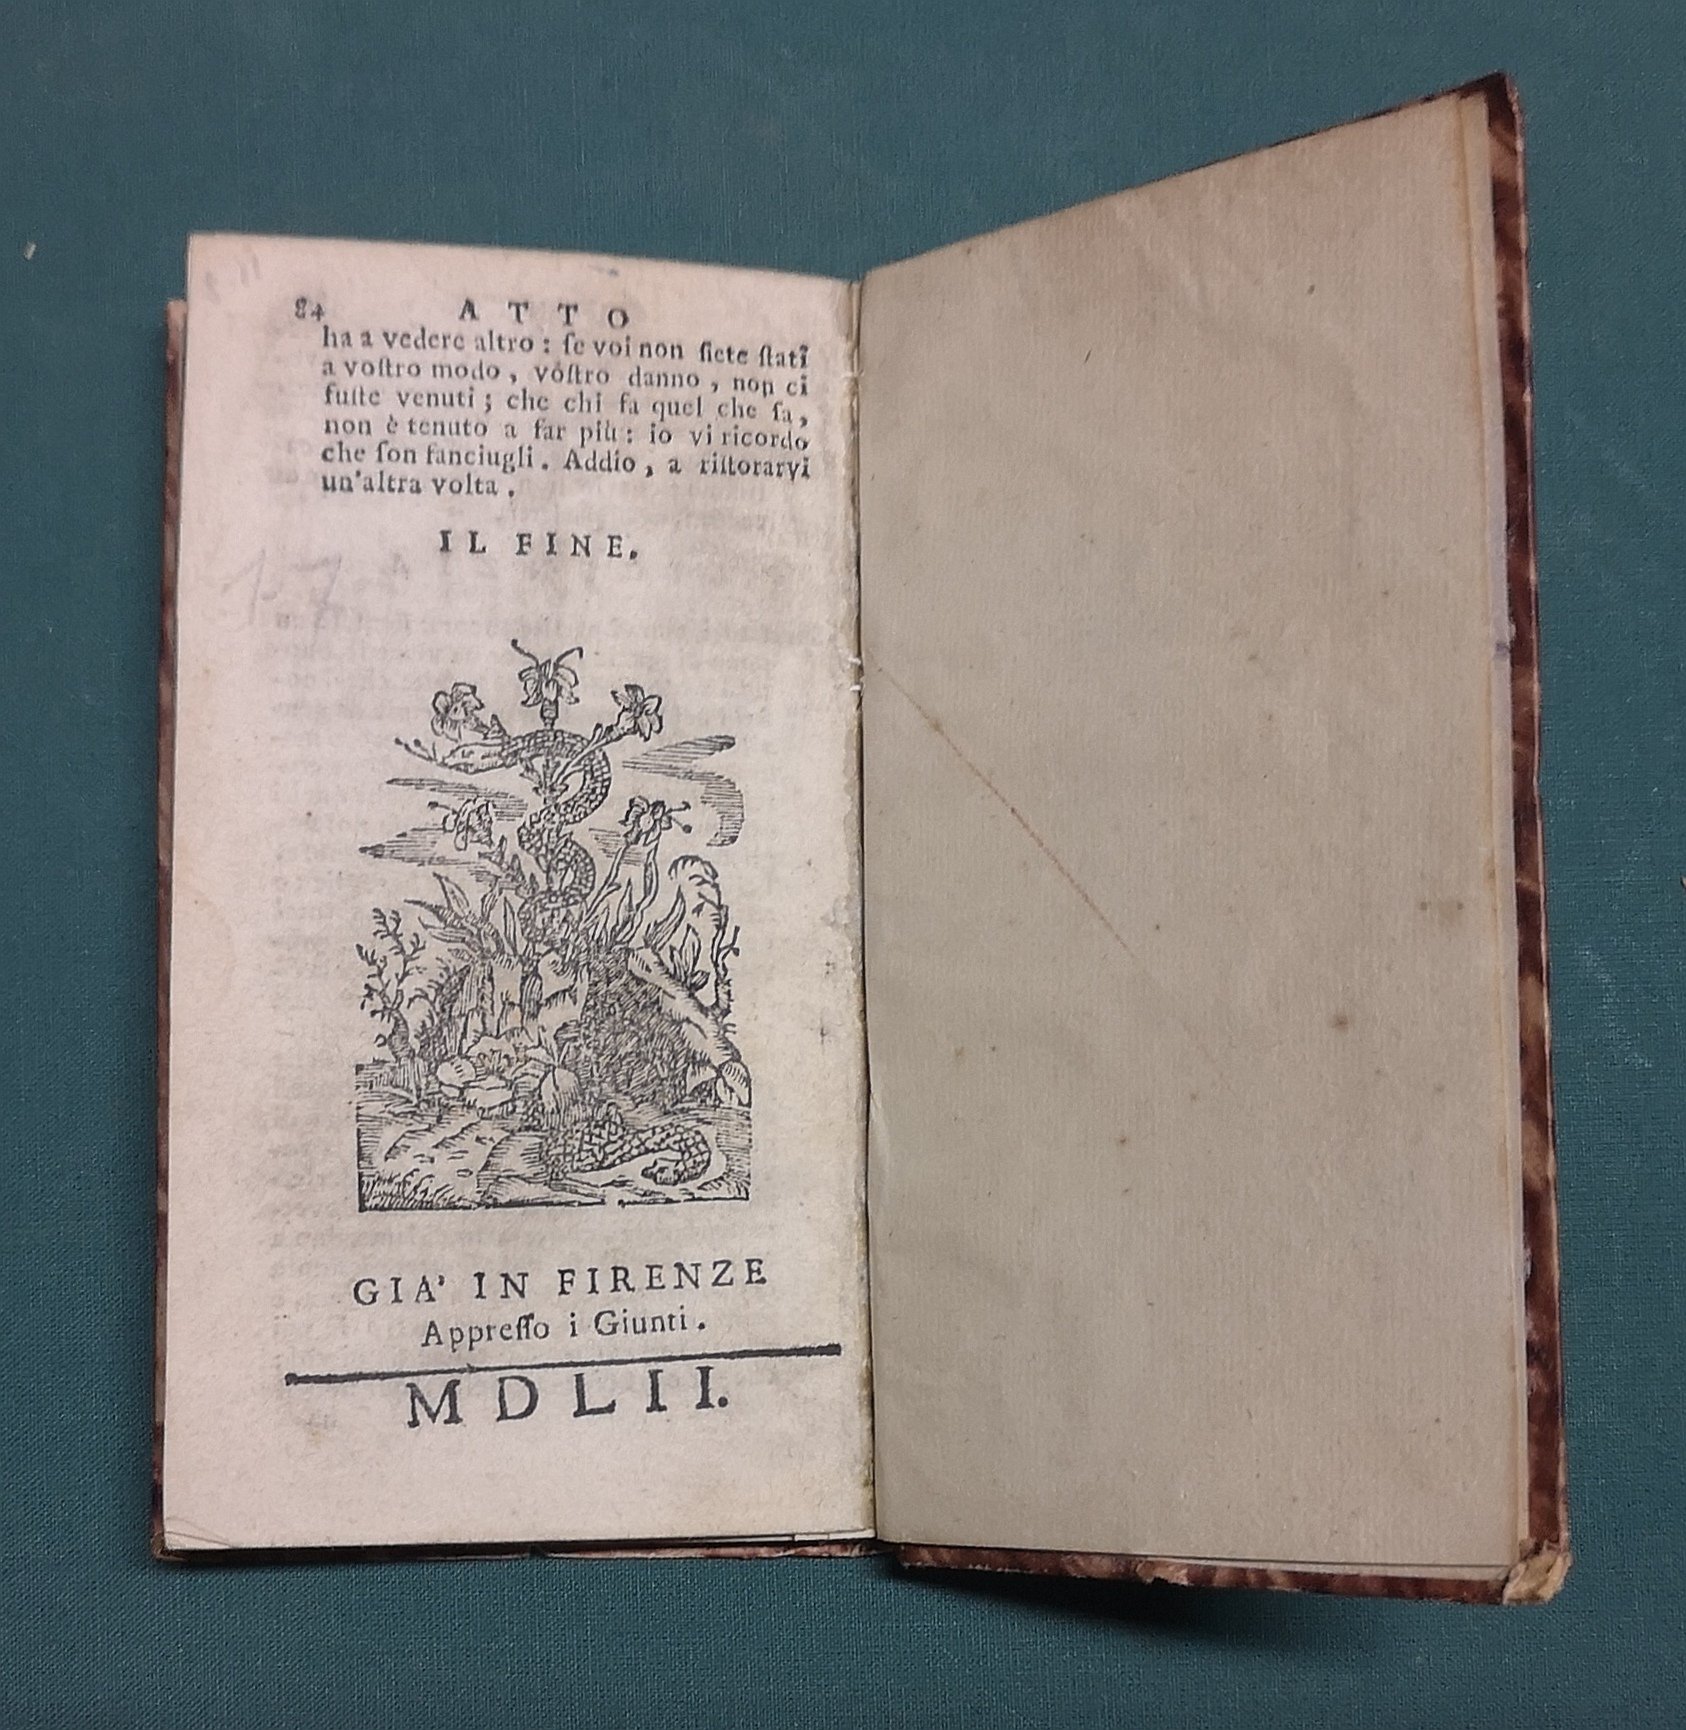 84 ATTO
ha a vedere altro : ſe voi non ſiete ſtati
a voſtro modo , vóſtro danno , non ci
fuſte venuti ; che chi fa quel che fa ,
non è tenuto a far più : io vi ricordo
che ſon fanciugli . Addio , a riſtorarvi
un'altra volta .
IL FINE.
GIA' IN FIRENZE
Appreſſo i Giunti .
MDLII.